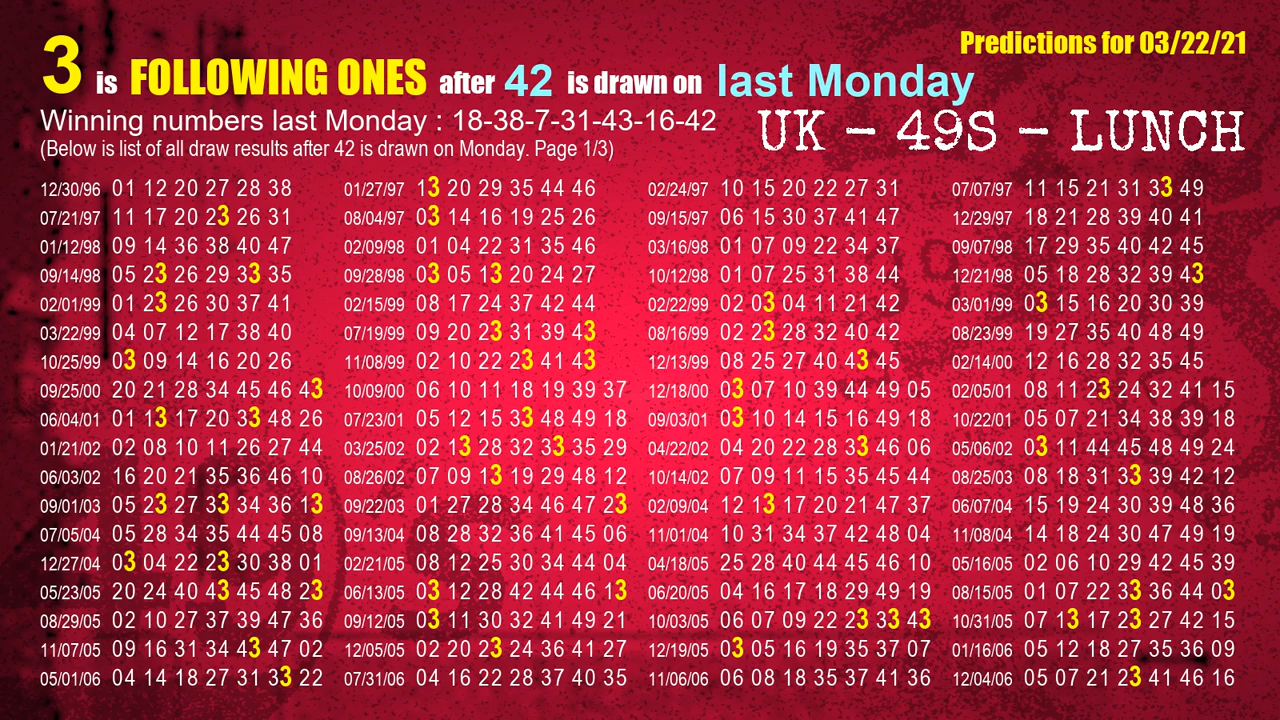 Predictions for 03/22/21
3 is FOLLOWING ONES after 42 is drawn on last Monday
Winning numbers last Monday : 18-38-7-31-43-16-42
UK - 49S - LUNCH
(Below is list of all draw results after 42 is drawn on Monday. Page 1/3)
12/30/96 01 12 20 27 28 38 01/27/97 13 20 29 35 44 46 02/24/97 10 15 20 22 27 31 07/07/97 11 15 21 31 33 49
07/21/97 11 17 20 23 26 31 08/04/97 03 14 16 19 25 26 09/15/97 06 15 30 37 41 47 12/29/97 18 21 28 39 40 41
01/12/98 09 14 36 38 40 47 02/09/98 01 04 22 31 35 46 03/16/98 01 07 09 22 34 37 09/07/98 17 29 35 40 42 45
09/14/98 05 23 26 29 33 35 09/28/98 03 05 13 20 24 27 10/12/98 01 07 25 31 38 44 12/21/98 05 18 28 32 39 43
02/01/99 01 23 26 30 37 41 02/15/99 08 17 24 37 42 44 02/22/99 02 03 04 11 21 42 03/01/99 03 15 16 20 30 39
03/22/99 04 07 12 17 38 40 07/19/99 09 20 23 31 39 43 08/16/99 02 23 28 32 40 42 08/23/99 19 27 35 40 48 49
10/25/99 03 09 14 16 20 26 11/08/99 02 10 22 23 41 43 12/13/99 08 25 27 40 43 45 02/14/00 12 16 28 32 35 45
09/25/00 20 21 28 34 45 46 43 10/09/00 06 10 11 18 19 39 37 12/18/00 03 07 10 39 44 49 05 02/05/01 08 11 23 24 32 41 15
06/04/01 01 13 17 20 33 48 26 07/23/01 05 12 15 33 48 49 18 09/03/01 03 10 14 15 16 49 18 10/22/01 05 07 21 34 38 39 18
01/21/02 02 08 10 11 26 27 44 03/25/02 02 13 28 32 33 35 29 04/22/02 04 20 22 28 33 46 06 05/06/02 03 11 44 45 48 49 24
06/03/02 16 20 21 35 36 46 10 08/26/02 07 09 13 19 29 48 12 10/14/02 07 09 11 15 35 45 44 08/25/03 08 18 31 33 39 42 12
09/01/03 05 23 27 33 34 36 13 09/22/03 01 27 28 34 46 47 23 02/09/04 12 13 17 20 21 47 37 06/07/04 15 19 24 30 39 48 36
07/05/04 05 28 34 35 44 45 08 09/13/04 08 28 32 36 41 45 06 11/01/04 10 31 34 37 42 48 04 11/08/04 14 18 24 30 47 49 19
12/27/04 03 04 22 23 30 38 01 02/21/05 08 12 25 30 34 44 04 04/18/05 25 28 40 44 45 46 10 05/16/05 02 06 10 29 42 45 39
05/23/05 20 24 40 43 45 48 23 06/13/05 03 12 28 42 44 46 13 06/20/05 04 16 17 18 29 49 19 08/15/05 01 07 22 33 36 44 03
08/29/05 02 10 27 37 39 47 36 09/12/05 03 11 30 32 41 49 21 10/03/05 06 07 09 22 23 33 43 10/31/05 07 13 17 23 27 42 15
11/07/05 09 16 31 34 43 47 02 12/05/05 02 20 23 24 36 41 27 12/19/05 03 16 19 35 37 37 07 01/16/06 05 12 18 27 35 36 09
05/01/06 04 14 18 27 31 33 22 07/31/06 04 16 22 28 37 40 35 11/06/06 06 08 18 35 37 41 36 12/04/06 05 07 21 23 41 46 16